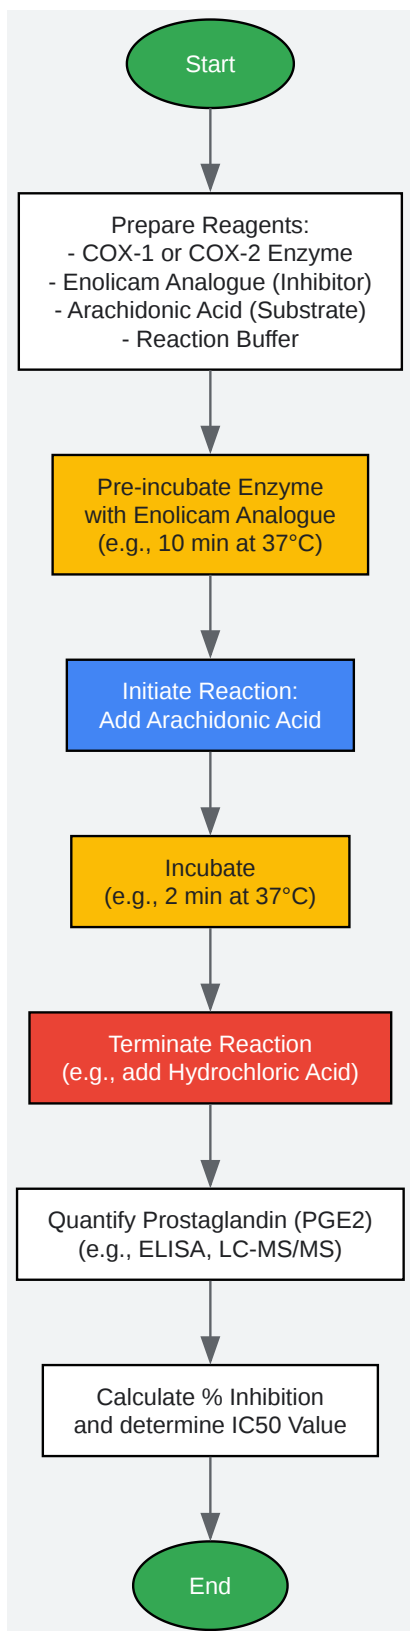 Start
Prepare Reagents:
- COX-1 or COX-2 Enzyme
- Enolicam Analogue (Inhibitor)
- Arachidonic Acid (Substrate)
- Reaction Buffer
Pre-incubate Enzyme
with Enolicam Analogue
(e.g., 10 min at 37°C)
Initiate Reaction:
Add Arachidonic Acid
Incubate
(e.g., 2 min at 37°C)
Terminate Reaction
(e.g., add Hydrochloric Acid)
Quantify Prostaglandin (PGE2)
(e.g., ELISA, LC-MS/MS)
Calculate % Inhibition
and determine IC50 Value
End